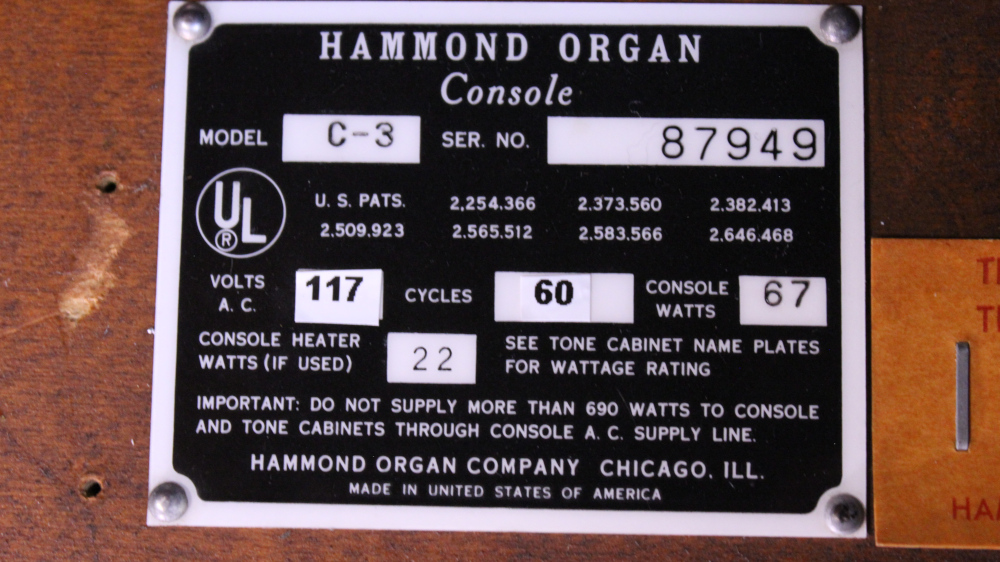 HAMMOND ORGAN
Console
MODEL C-3 SER. NO. 87949
UL ®
U.S. PATS. 2,254.366 2.373.560 2.382.413
2.509.923 2.565.512 2.583.566 2.646.468
VOLTS A.C. 117 CYCLES 60 CONSOLE WATTS 67
CONSOLE HEATER WATTS (IF USED) 22
SEE TONE CABINET NAME PLATES
FOR WATTAGE RATING
IMPORTANT: DO NOT SUPPLY MORE THAN 690 WATTS TO CONSOLE
AND TONE CABINETS THROUGH CONSOLE A.C. SUPPLY LINE.
HAMMOND ORGAN COMPANY CHICAGO, ILL.
MADE IN UNITED STATES OF AMERICA